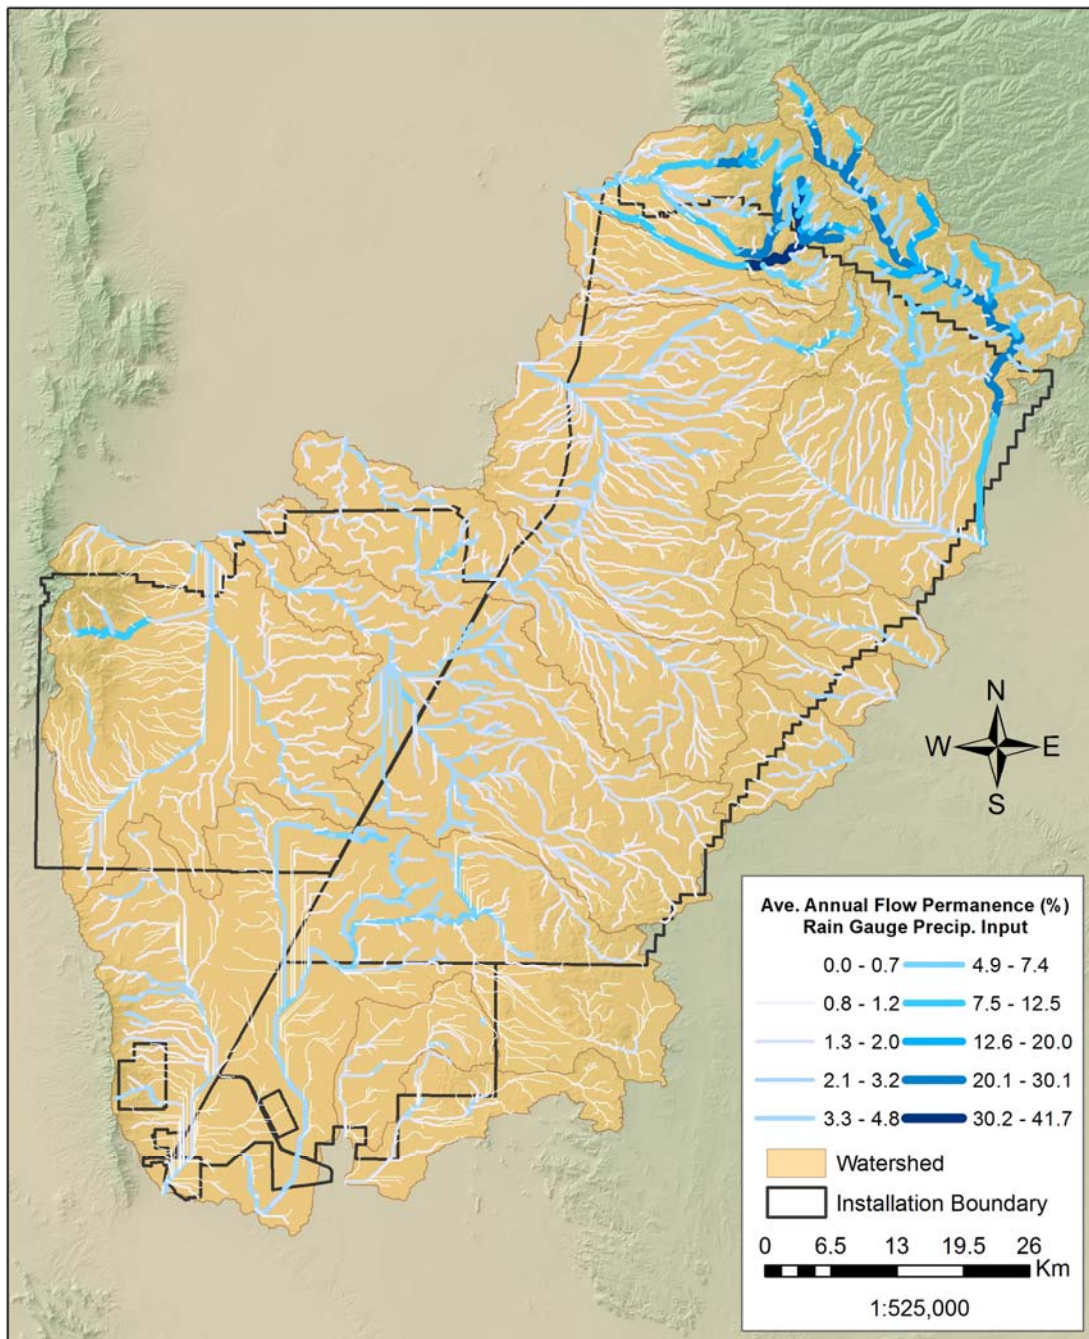 N
W E
S
Ave. Annual Flow Permanence (%)
Rain Gauge Precip. Input
0.0 - 0.7 4.9 - 7.4
0.8 - 1.2 7.5 - 12.5
1.3 - 2.0 12.6 - 20.0
2.1 - 3.2 20.1 - 30.1
3.3 - 4.8 30.2 - 41.7
Watershed
Installation Boundary
0 6.5 13 19.5 26
Km
1:525,000